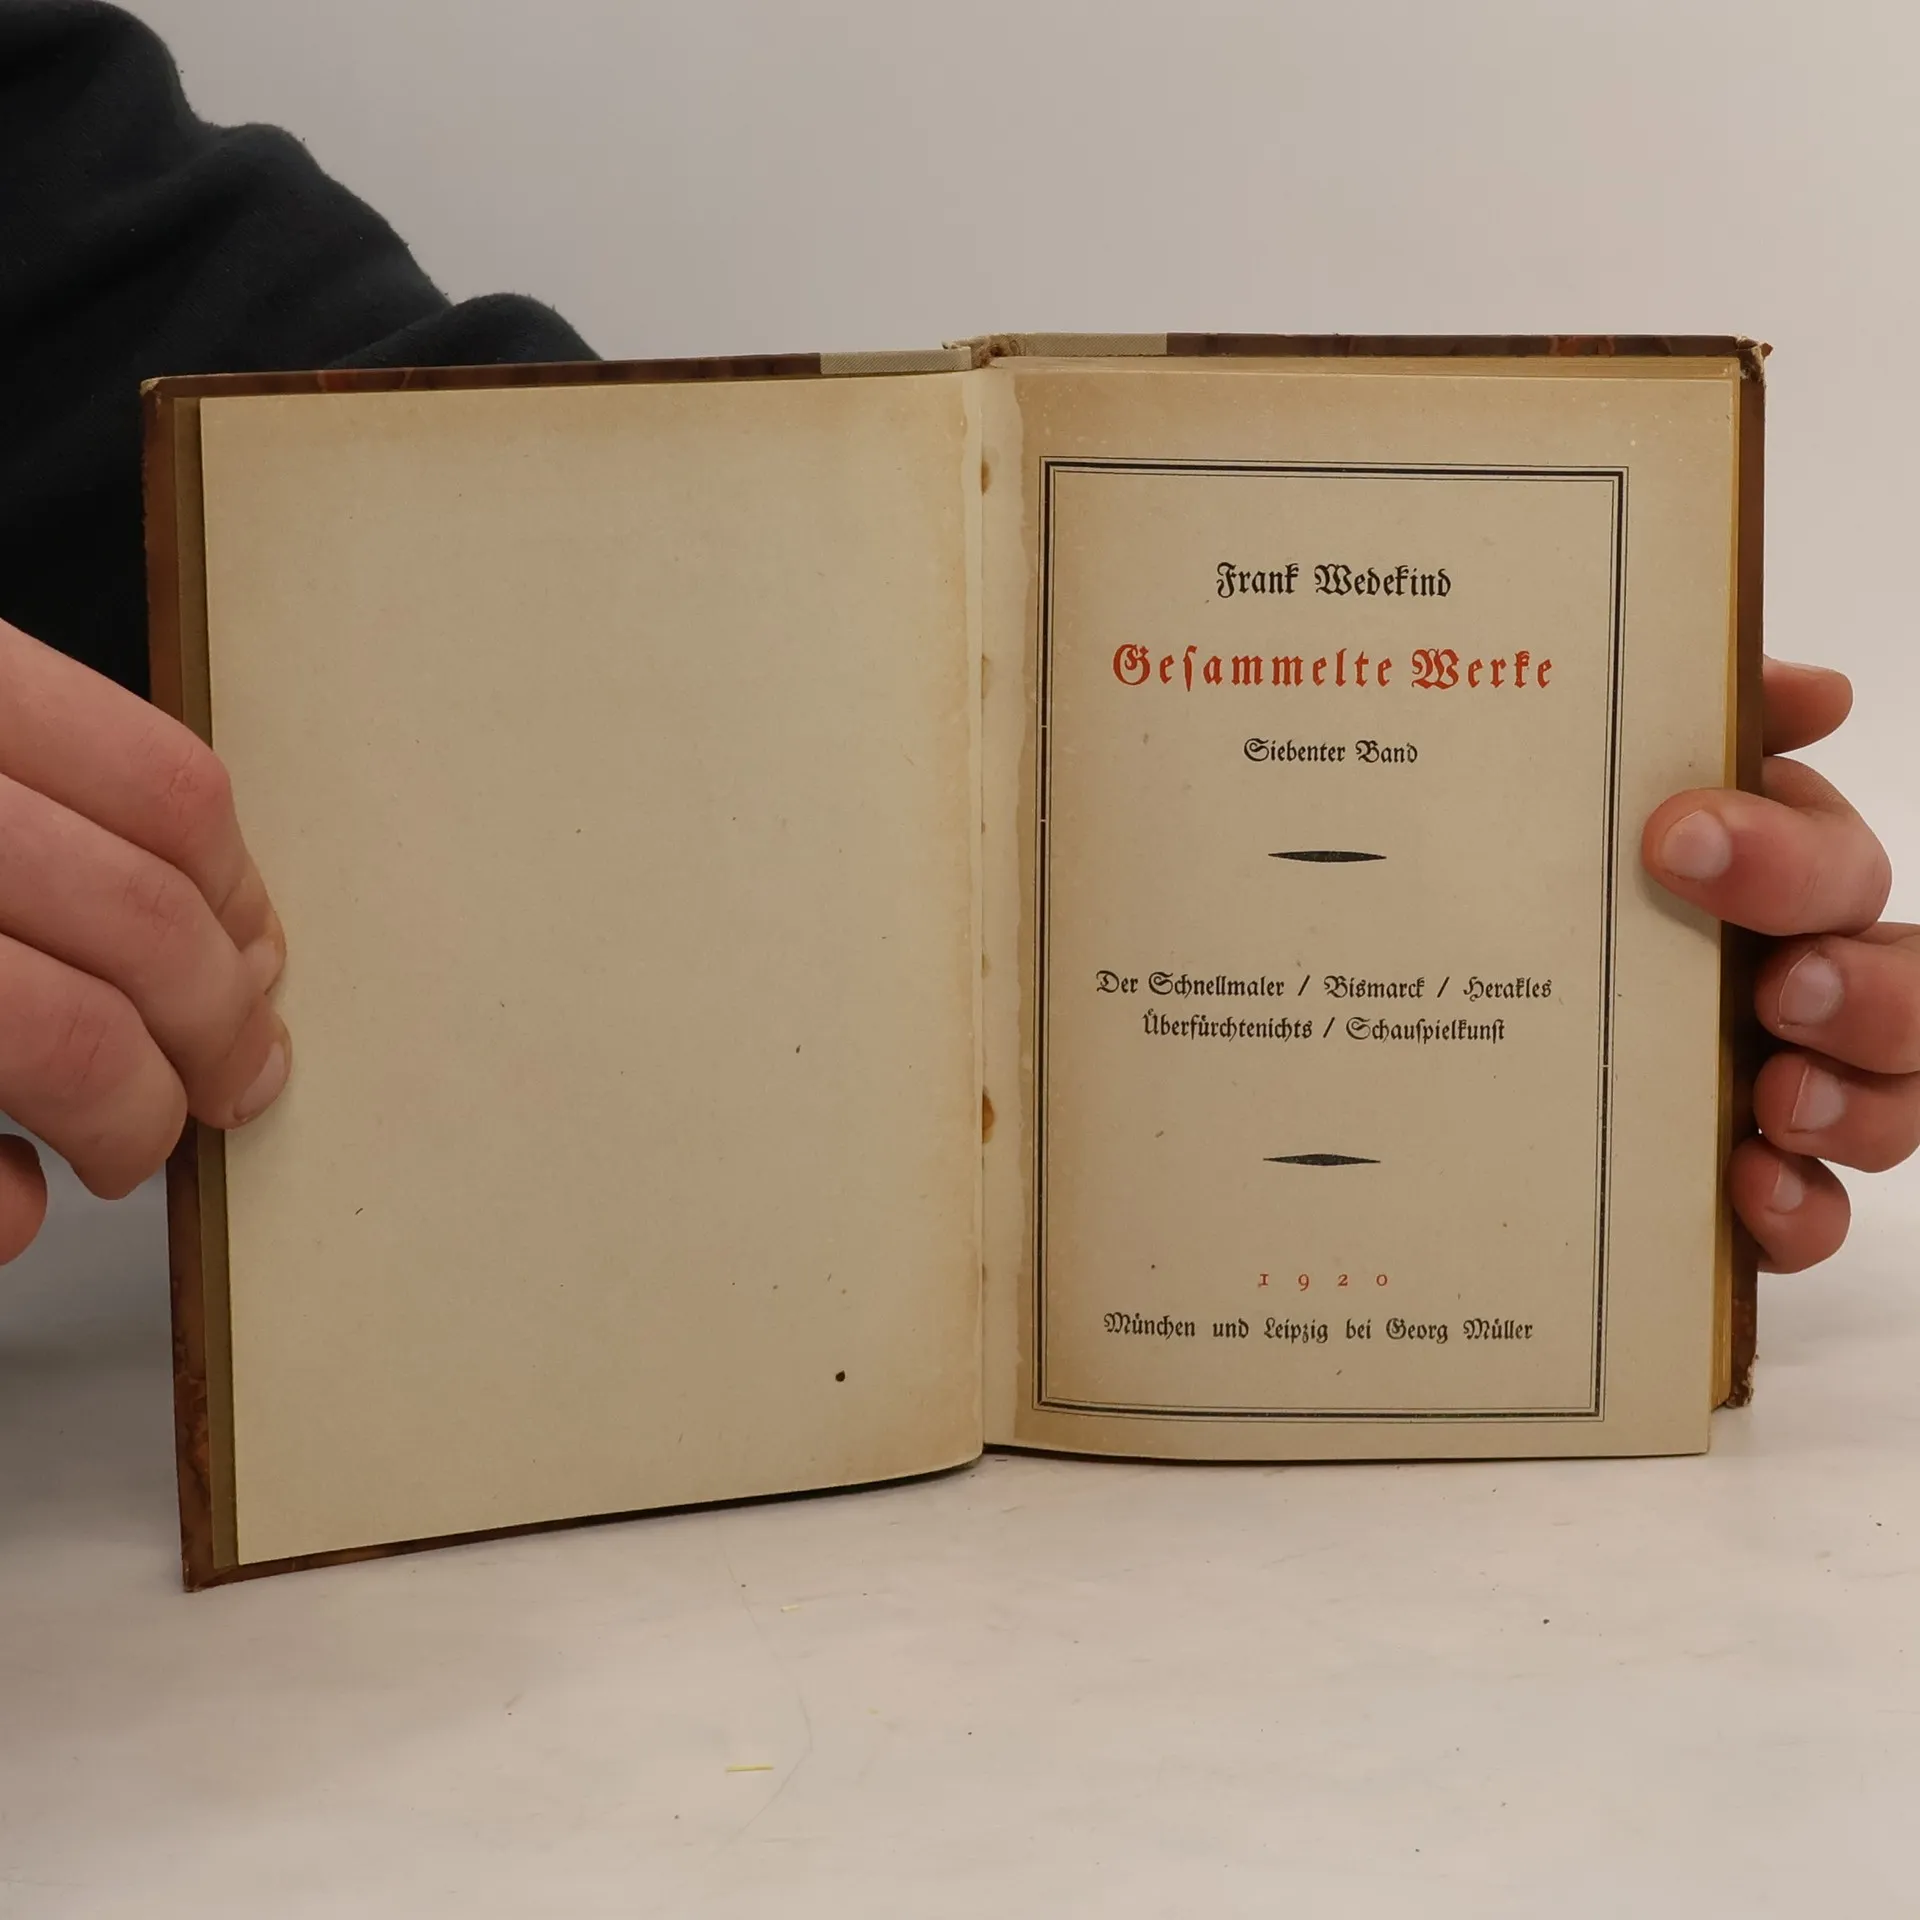 Frank Wedekind
Geſammelte Werke
Siebenter Band
Der Schnellmaler / Bismarck / Herakles
Überfürchtenichts / Schauſpielkunſt
1920
München und Leipzig bei Georg Müller